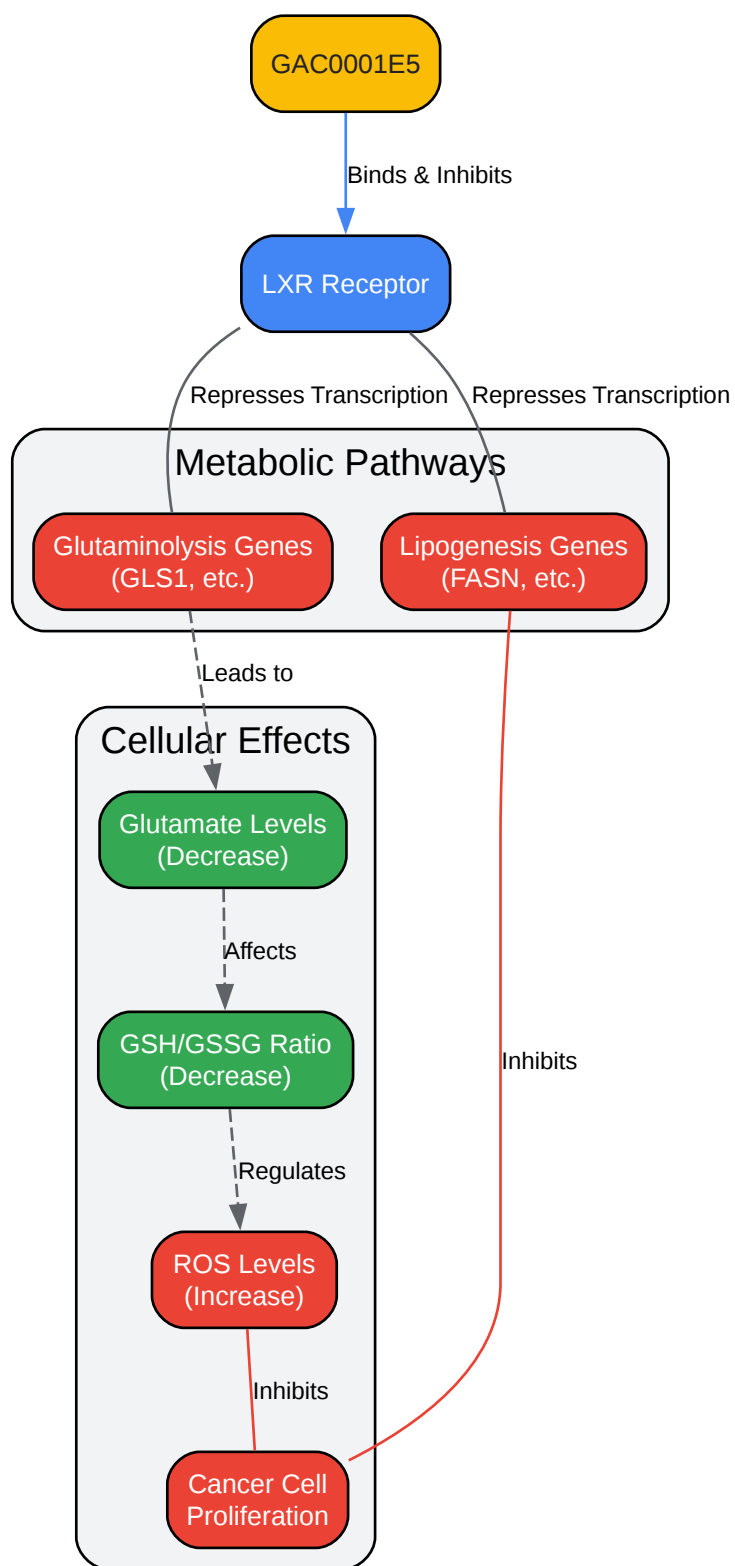 GAC0001E5
Binds & Inhibits
LXR Receptor
Represses Transcription
Represses Transcription
Metabolic Pathways
Glutaminolysis Genes
(GLS1, etc.)
Lipogenesis Genes
(FASN, etc.)
Leads to
Cellular Effects
Glutamate Levels
(Decrease)
Affects
GSH/GSSG Ratio
(Decrease)
Inhibits
Regulates
ROS Levels
(Increase)
Inhibits
Cancer Cell
Proliferation